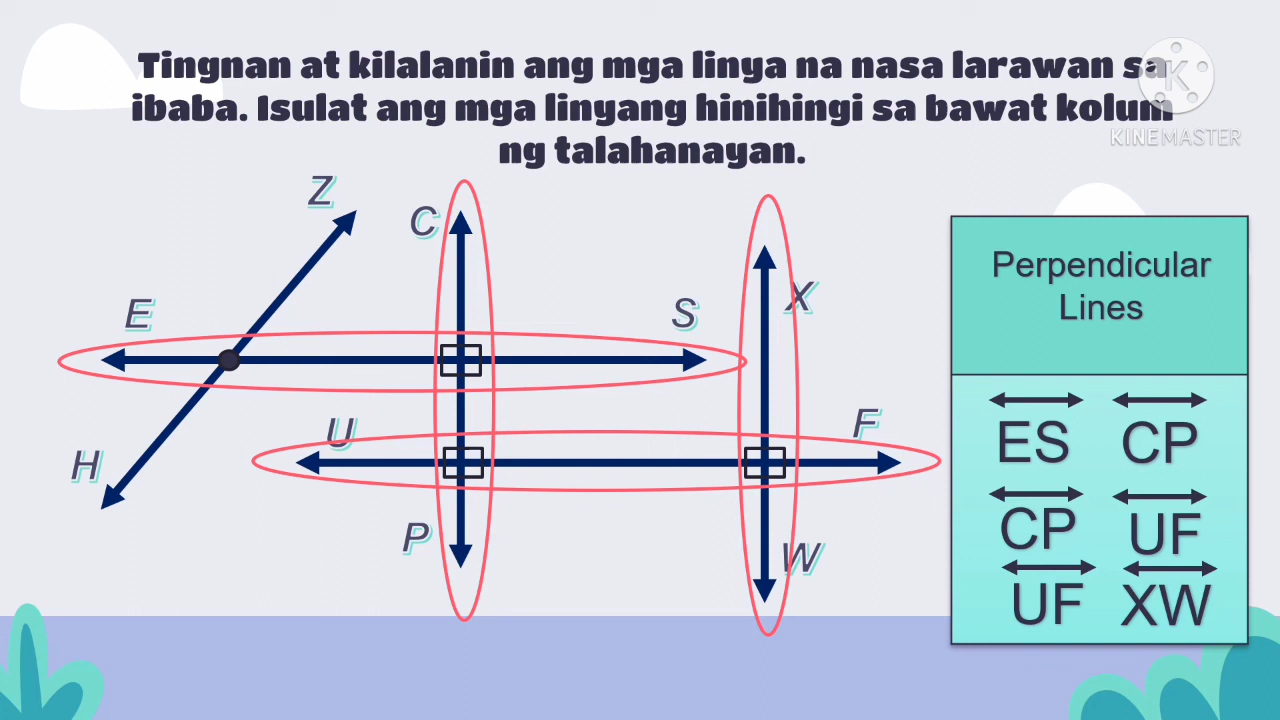 Tingnan at kilalanin ang mga linya na nasa larawan sa
ibaba. Isulat ang mga linyang hinihingi sa bawat kolum
ng talahanayan.
KINEMASTER
Z
C
E
S
X
U
F
H
P
W
Perpendicular
Lines
ES CP
CP UF
UF XW